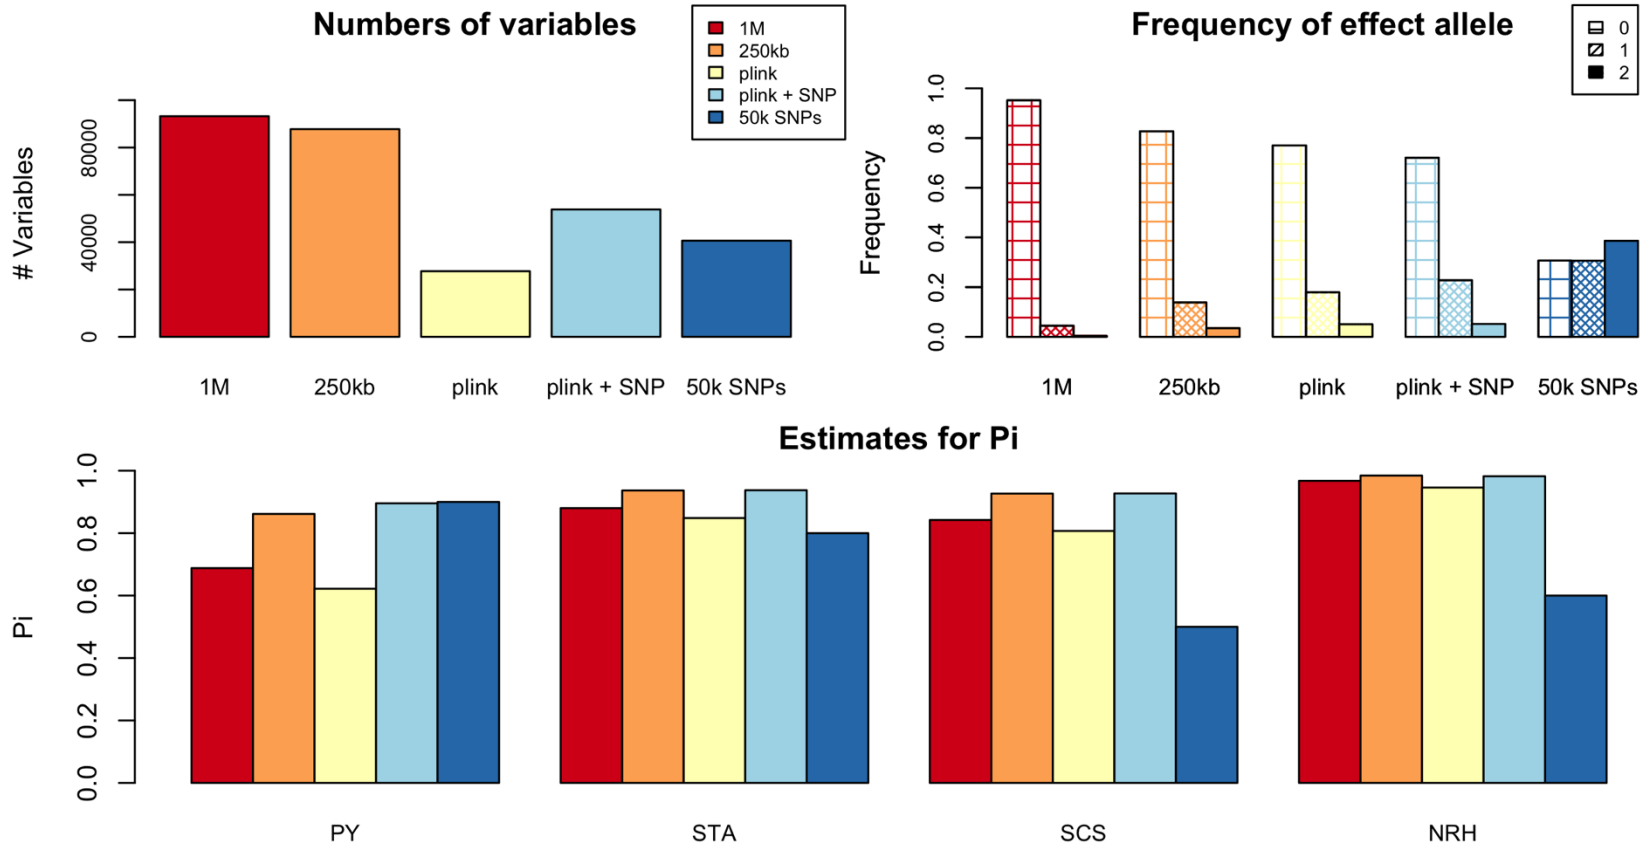 Numbers of variables
1M
250kb
plink
plink + SNP
50k SNPs
# Variables
80000
40000
0
1M
250kb
plink
plink + SNP
50k SNPs
Frequency of effect allele
0
1
2
Frequency
1.0
0.8
0.6
0.4
0.2
0.0
1M
250kb
plink
plink + SNP
50k SNPs
Estimates for Pi
Pi
1.0
0.8
0.6
0.4
0.2
0.0
PY
STA
SCS
NRH